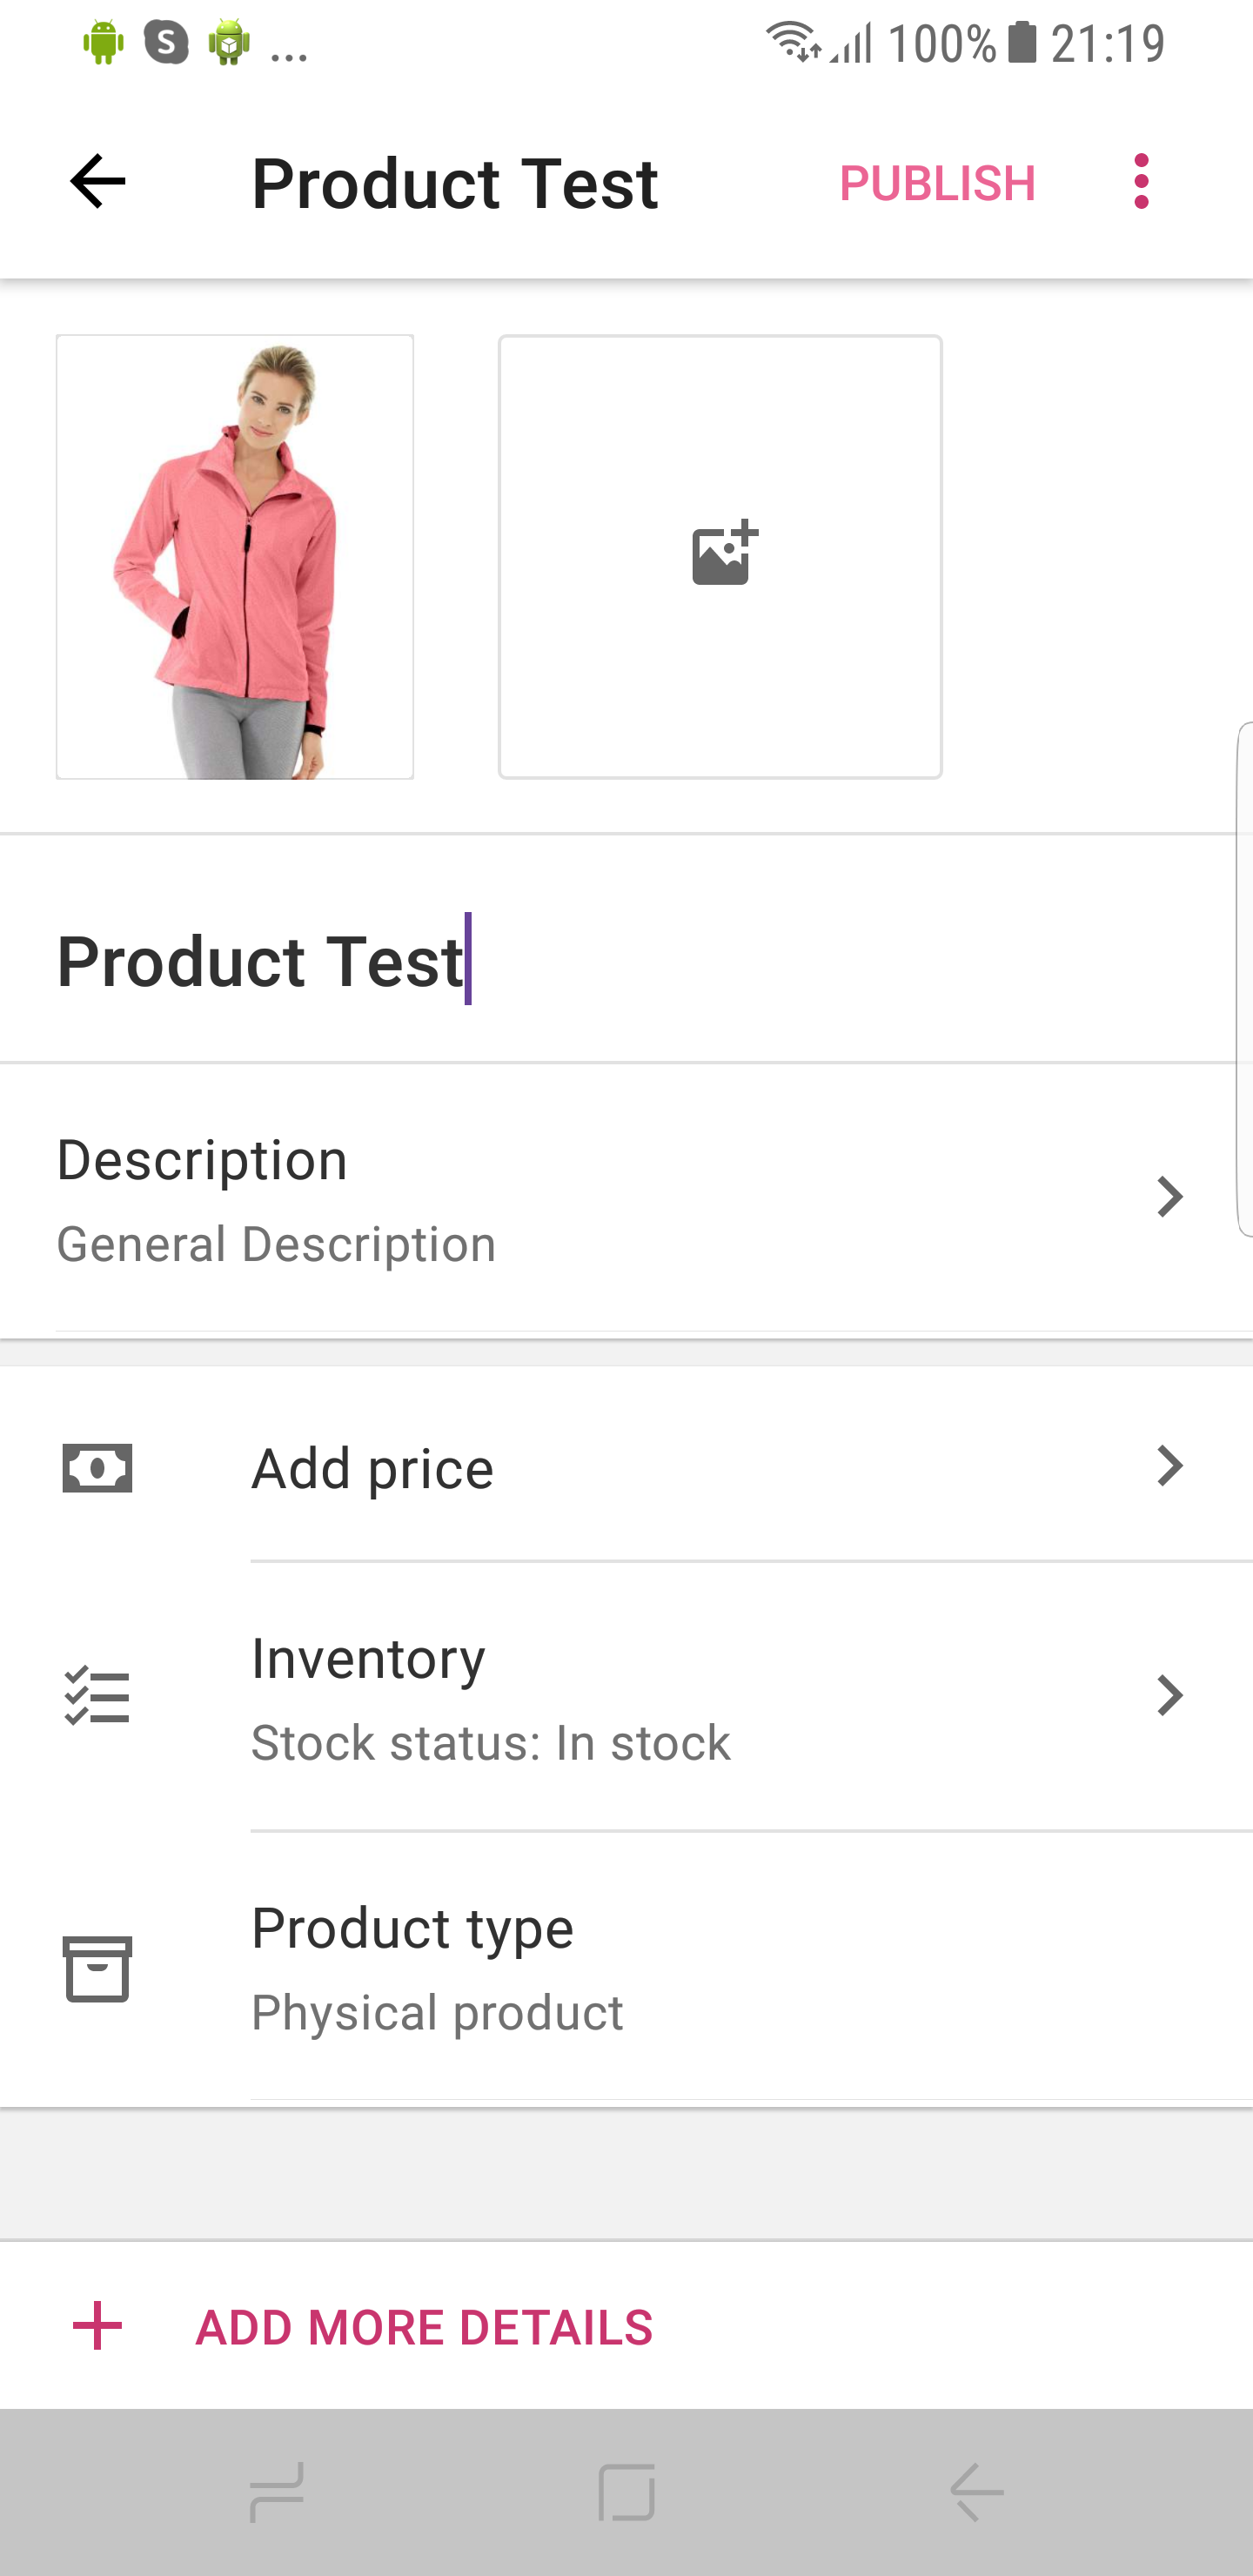 S ... 100% 21:19
Product Test PUBLISH
Product Test
Description
General Description
Add price
Inventory
Stock status: In stock
Product type
Physical product
ADD MORE DETAILS